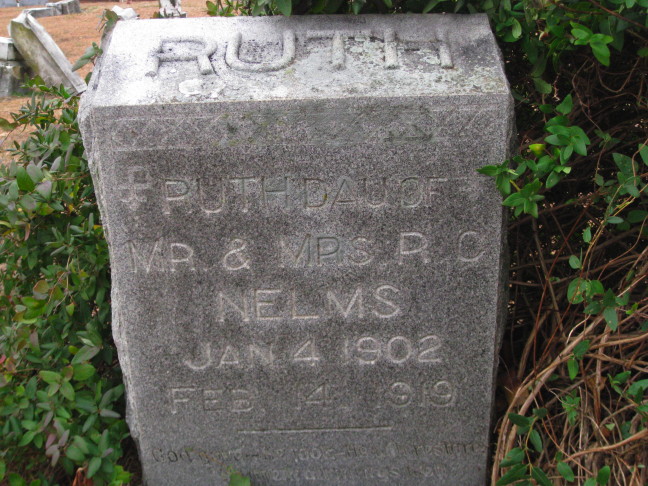 RUTH
RUTH DAU OF
MR. & MRS. R. C.
NELMS
JAN. 4 1902
FEB. 14. 1919